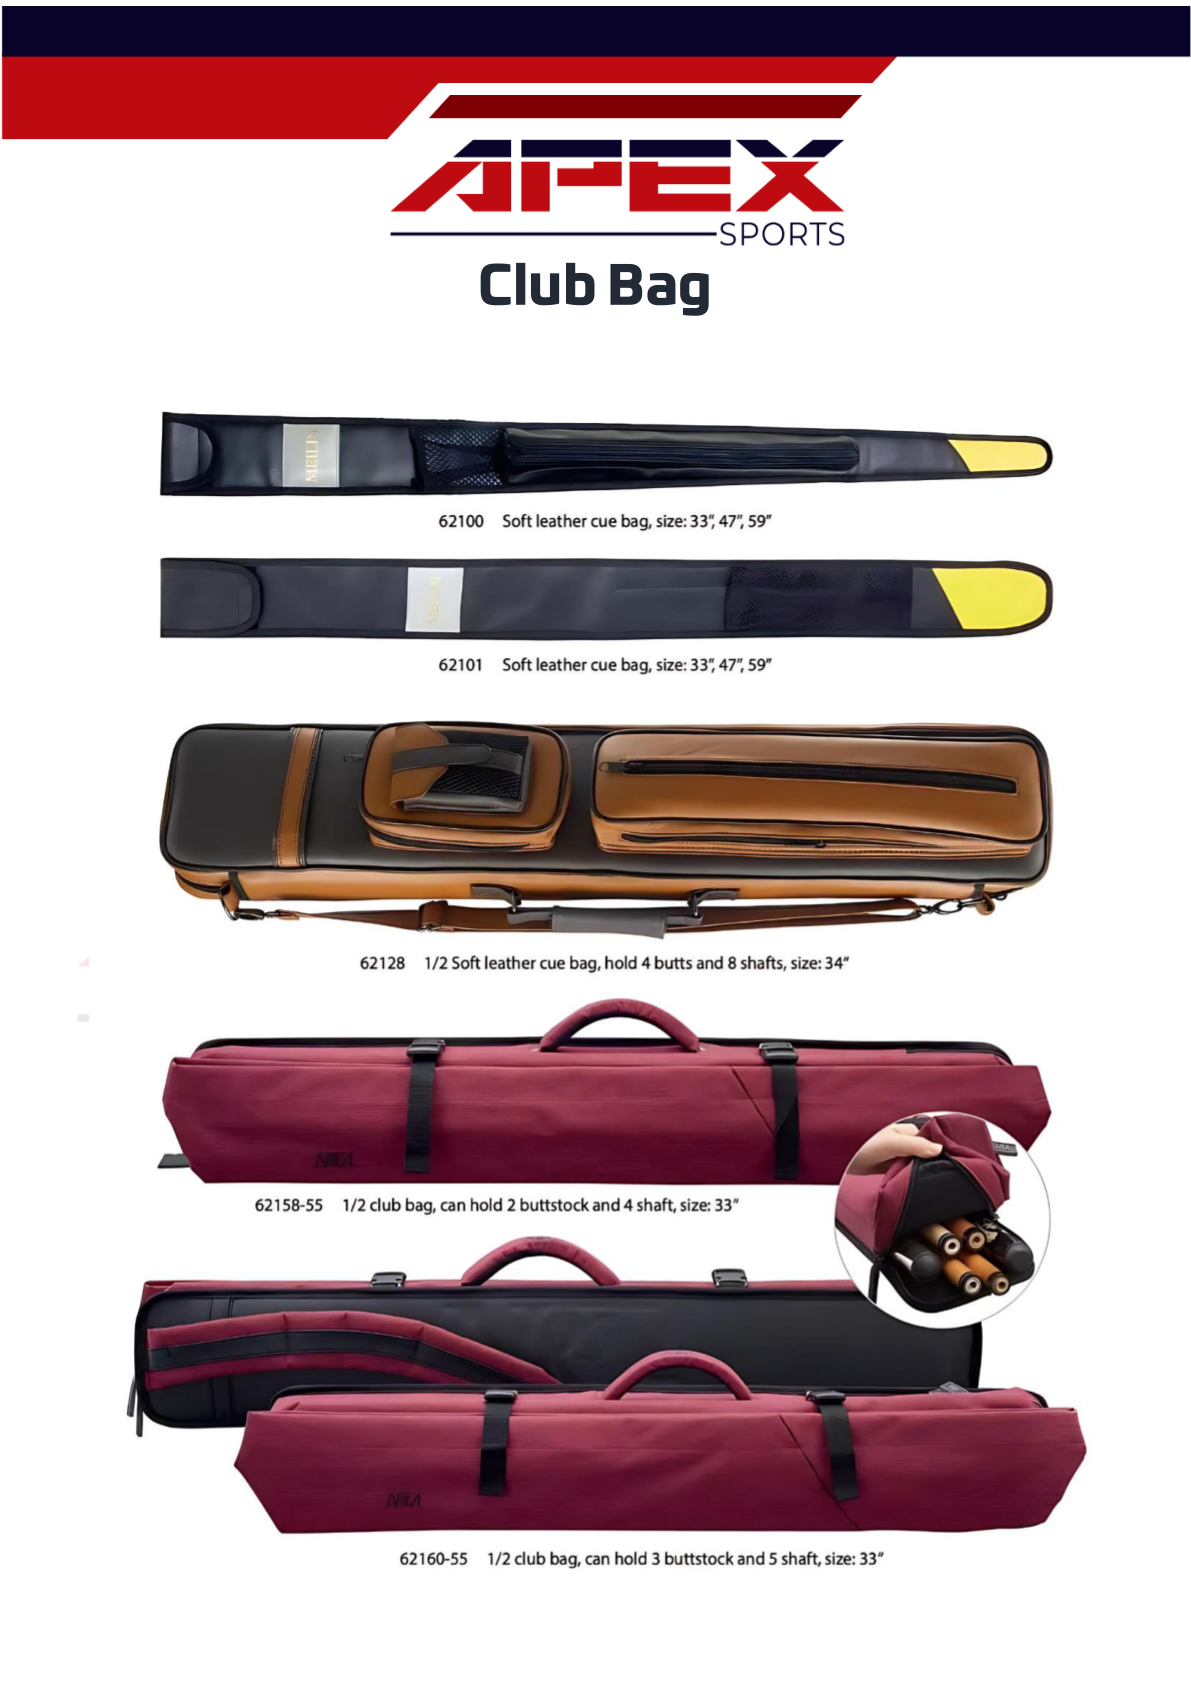 APEX
SPORTS
Club Bag
MEILIN
62100 Soft leather cue bag, size: 33”, 47”, 59”
62101 Soft leather cue bag, size: 33”, 47”, 59”
62128 1/2 Soft leather cue bag, hold 4 butts and 8 shafts, size: 34”
62158-55 1/2 club bag, can hold 2 buttstock and 4 shaft, size: 33”
62160-55 1/2 club bag, can hold 3 buttstock and 5 shaft, size: 33”